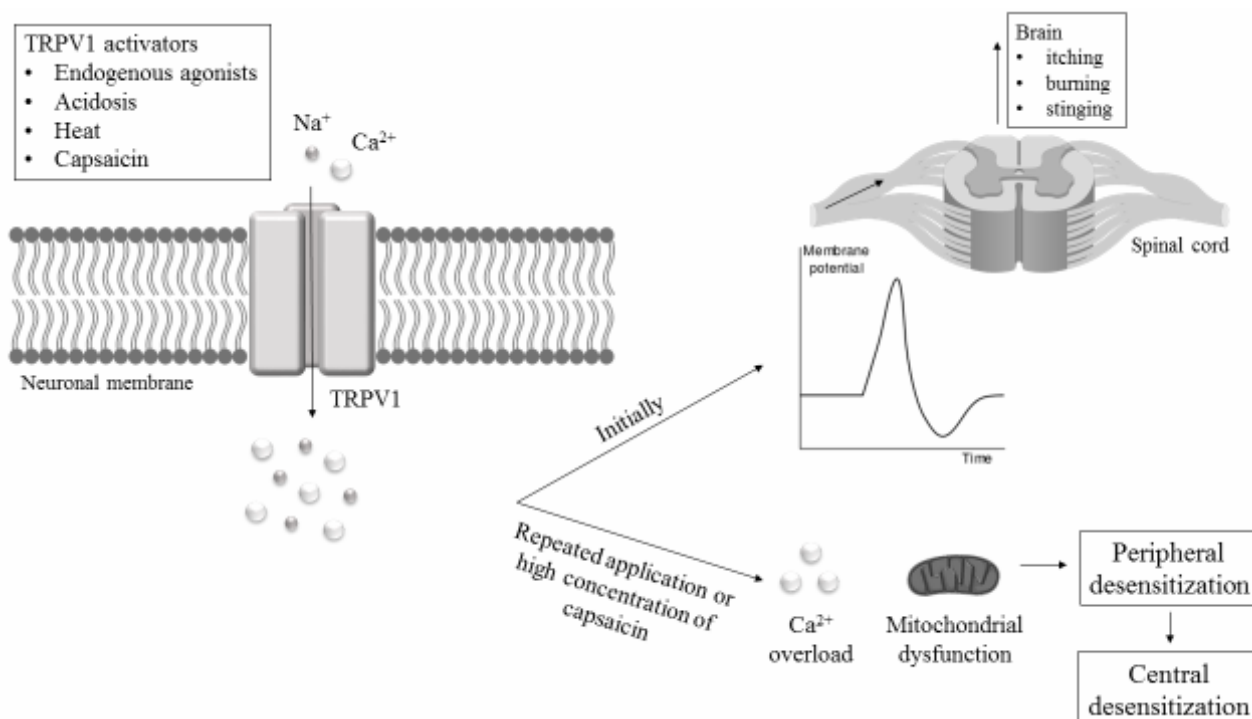 TRPV1 activators
• Endogenous agonists
• Acidosis
• Heat
• Capsaicin
Na⁺
Ca²⁺
Neuronal membrane
TRPV1
Brain
• itching
• burning
• stinging
Spinal cord
Membrane
potential
Time
Initially
Repeated application or
high concentration of
capsaicin
Ca²⁺
overload
Mitochondrial
dysfunction
Peripheral
desensitization
Central
desensitization